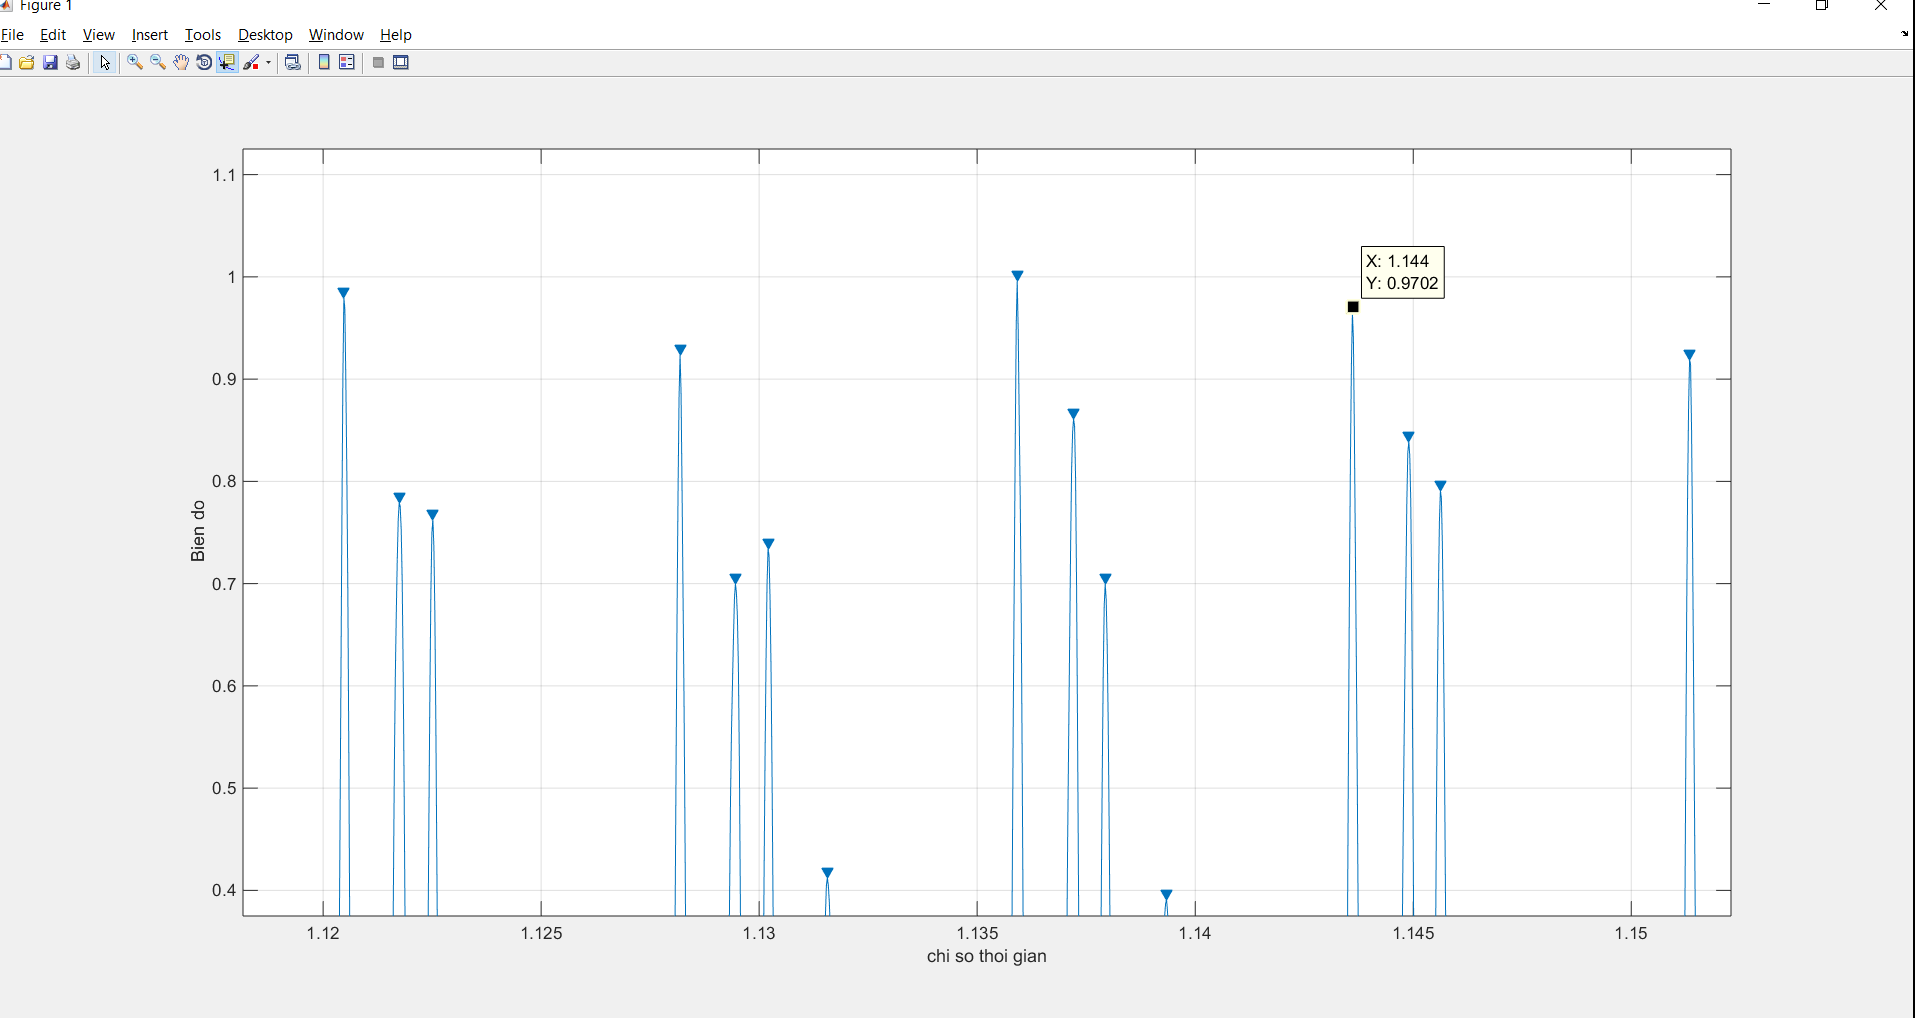 Figure 1
File Edit View Insert Tools Desktop Window Help
1.1
1
0.9
0.8
0.7
0.6
0.5
0.4
Bien do
X: 1.144
Y: 0.9702
1.12 1.125 1.13 1.135 1.14 1.145 1.15
chi so thoi gian